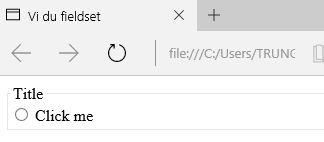 Vi du fieldset
file:///C:/Users/TRUNG
Title
Click me